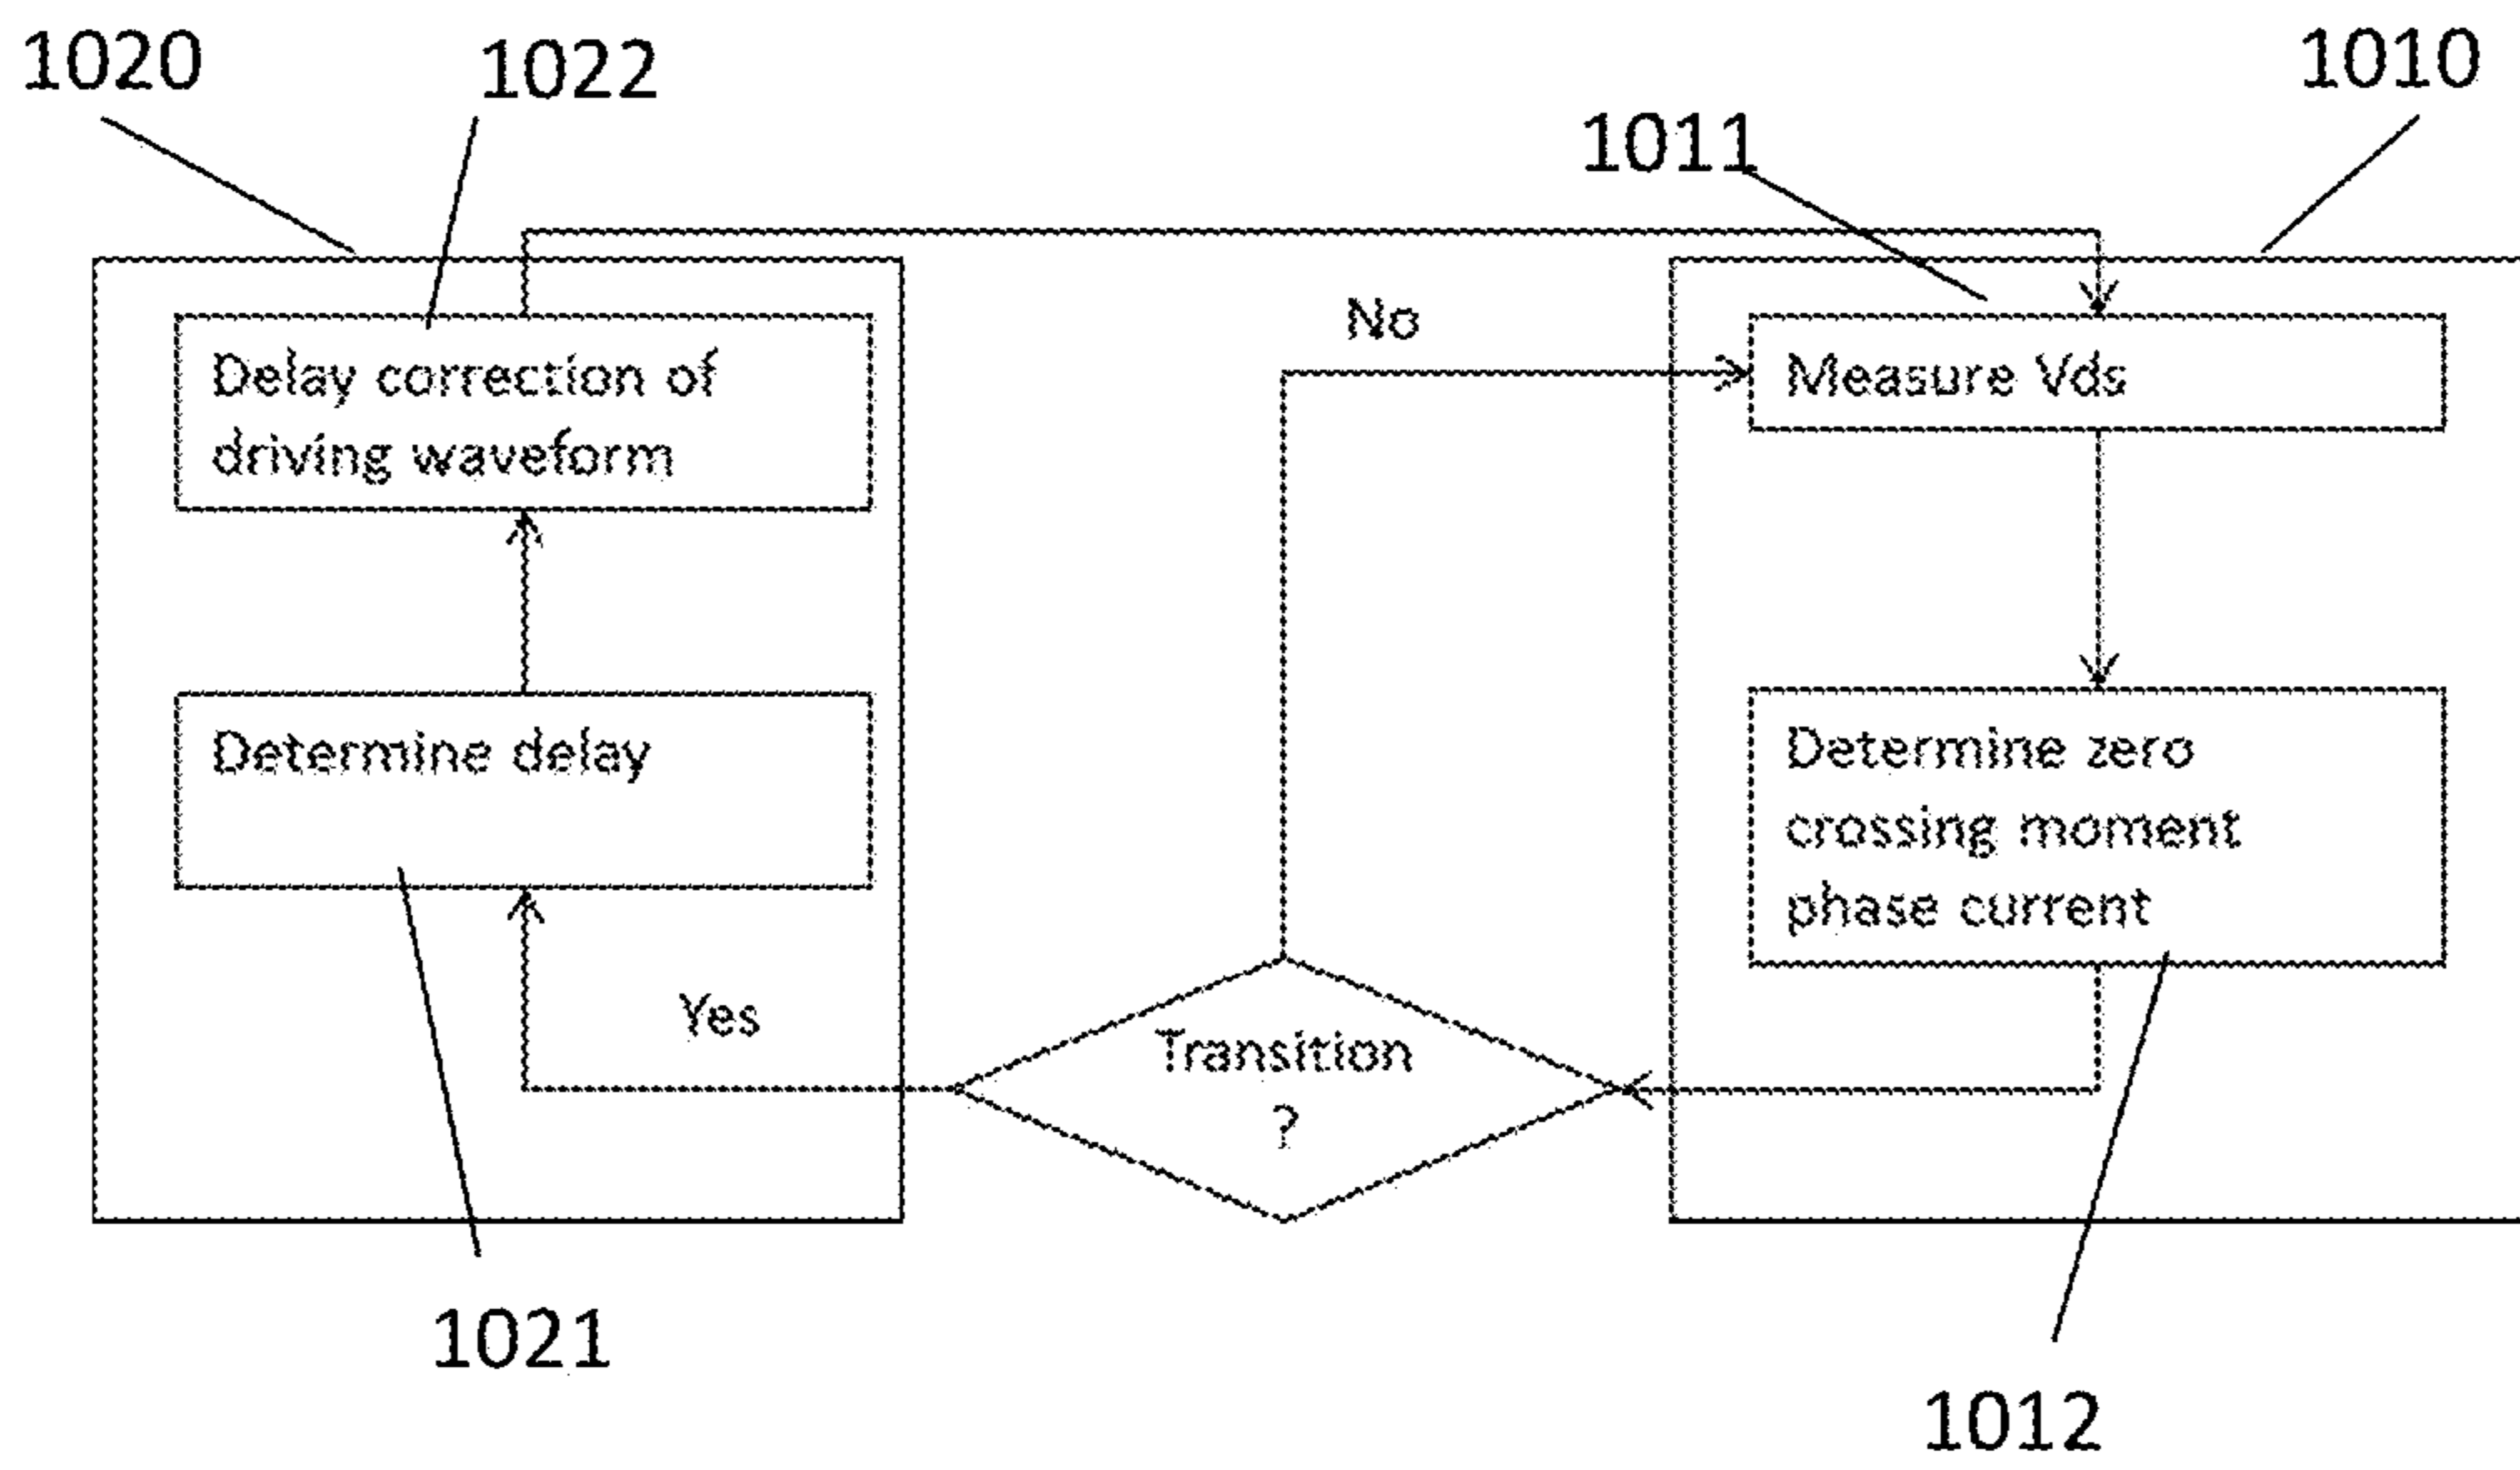 1020
1022
1010
1011
No
Delay correction of
driving waveform
Measure Vds
Determine delay
Determine zero
crossing moment
phase current
Yes
Transition
?
1021
1012